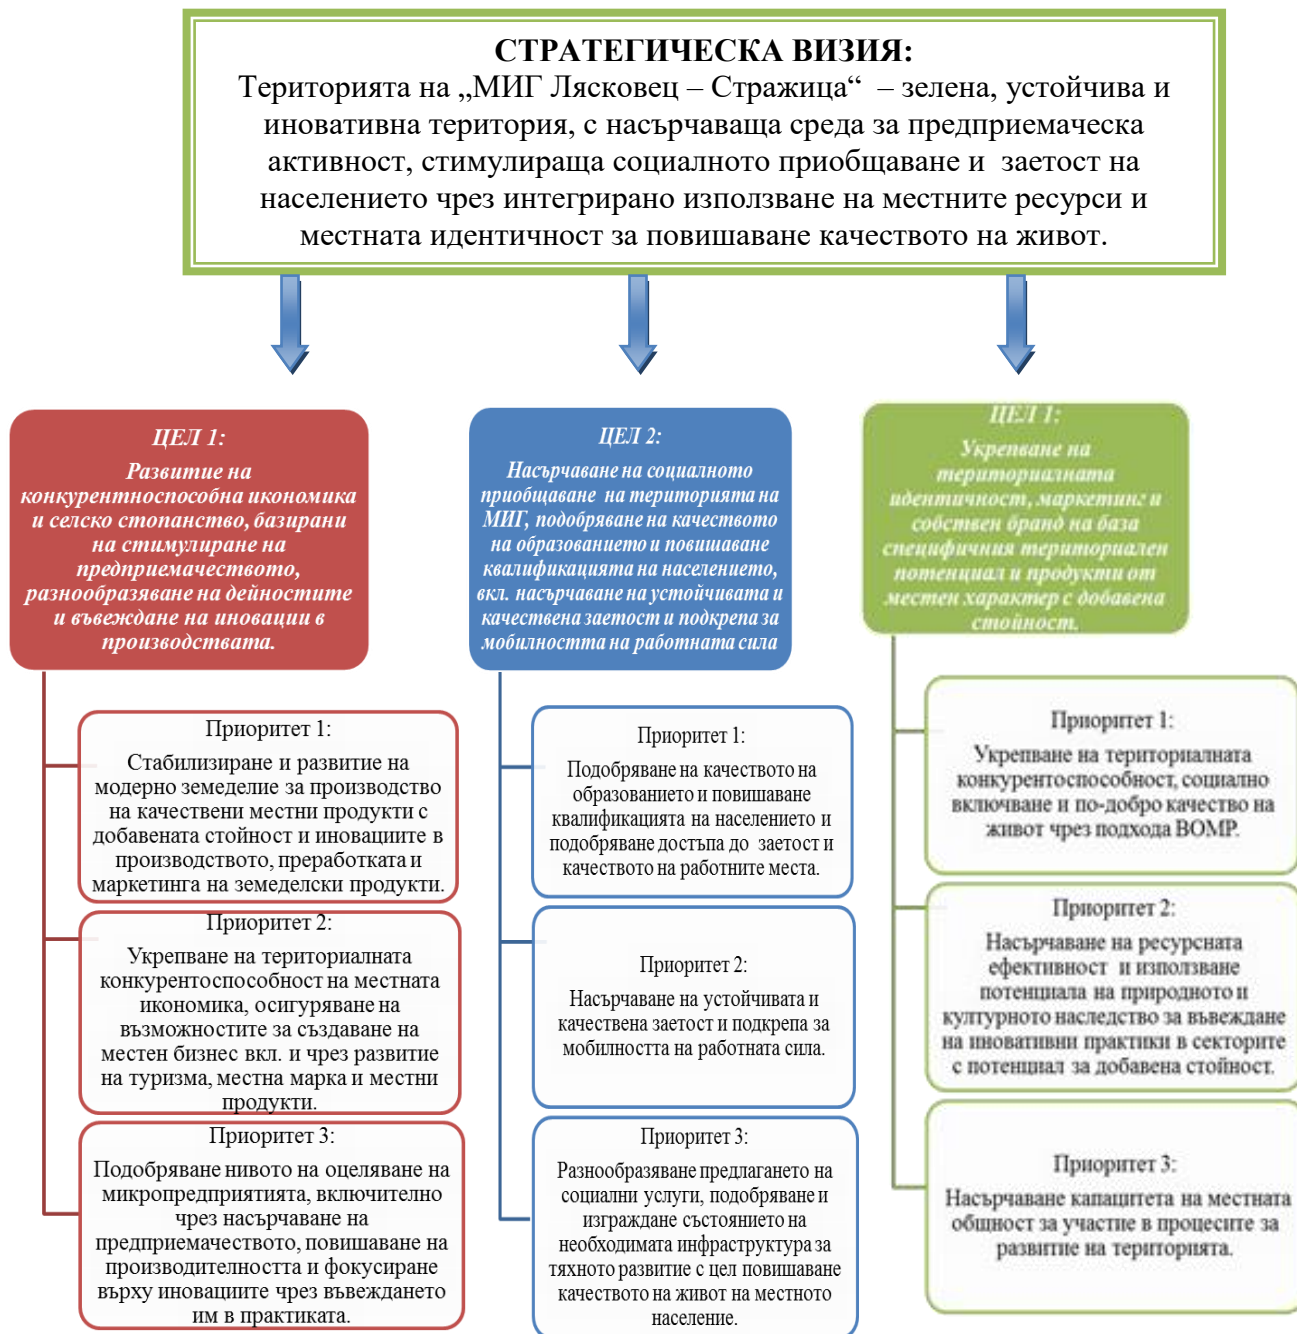 СТРАТЕГИЧЕСКА ВИЗИЯ:
Територията на „МИГ Лясковец – Стражица“ – зелена, устойчива и
иновативна територия, с насърчаваща среда за предприемаческа
активност, стимулираща социалното приобщаване и заетост на
населението чрез интегрирано използване на местните ресурси и
местната идентичност за повишаване качеството на живот.
ЦЕЛ 1:
Развитие на
конкурентноспособна икономика
и селско стопанство, базирани
на стимулиране на
предприемачеството,
разнообразяване на дейностите
и въвеждане на иновации в
производствата.
Приоритет 1:
Стабилизиране и развитие на
модерно земеделие за производство
на качествени местни продукти с
добавената стойност и иновациите в
производството, преработката и
маркетинга на земеделски продукти.
Приоритет 2:
Укрепване на териториалната
конкурентоспособност на местната
икономика, осигуряване на
възможностите за създаване на
местен бизнес вкл. и чрез развитие
на туризма, местна марка и местни
продукти.
Приоритет 3:
Подобряване нивото на оцеляване на
микропредприятията, включително
чрез насърчаване на
предприемачеството, повишаване на
производителността и фокусиране
върху иновациите чрез въвеждането
им в практиката.
ЦЕЛ 2:
Насърчаване на социалното
приобщаване на територията на
МИГ, подобряване на качеството
на образованието и повишаване
квалификацията на населението,
вкл. насърчаване на устойчивата и
качествена заетост и подкрепа за
мобилността на работната сила
Приоритет 1:
Подобряване на качеството на
образованието и повишаване
квалификацията на населението и
подобряване достъпа до заетост и
качеството на работните места.
Приоритет 2:
Насърчаване на устойчивата и
качествена заетост и подкрепа за
мобилността на работната сила.
Приоритет 3:
Разнообразяване предлагането на
социални услуги, подобряване и
изграждане състоянието на
необходимата инфраструктура за
тяхното развитие с цел повишаване
качеството на живот на местното
население.
ЦЕЛ 1:
Укрепване на
териториалната
идентичност, маркетинг и
собствен бранд на база
специфичния териториален
потенциал и продукти от
местен характер с добавена
стойност.
Приоритет 1:
Укрепване на териториалната
конкурентоспособност, социално
включване и по-добро качество на
живот чрез подхода ВОМР.
Приоритет 2:
Насърчаване на ресурсната
ефективност и използване
потенциала на природното и
културното наследство за въвеждане
на иновативни практики в секторите
с потенциал за добавена стойност.
Приоритет 3:
Насърчаване капацитета на местната
общност за участие в процесите за
развитие на територията.